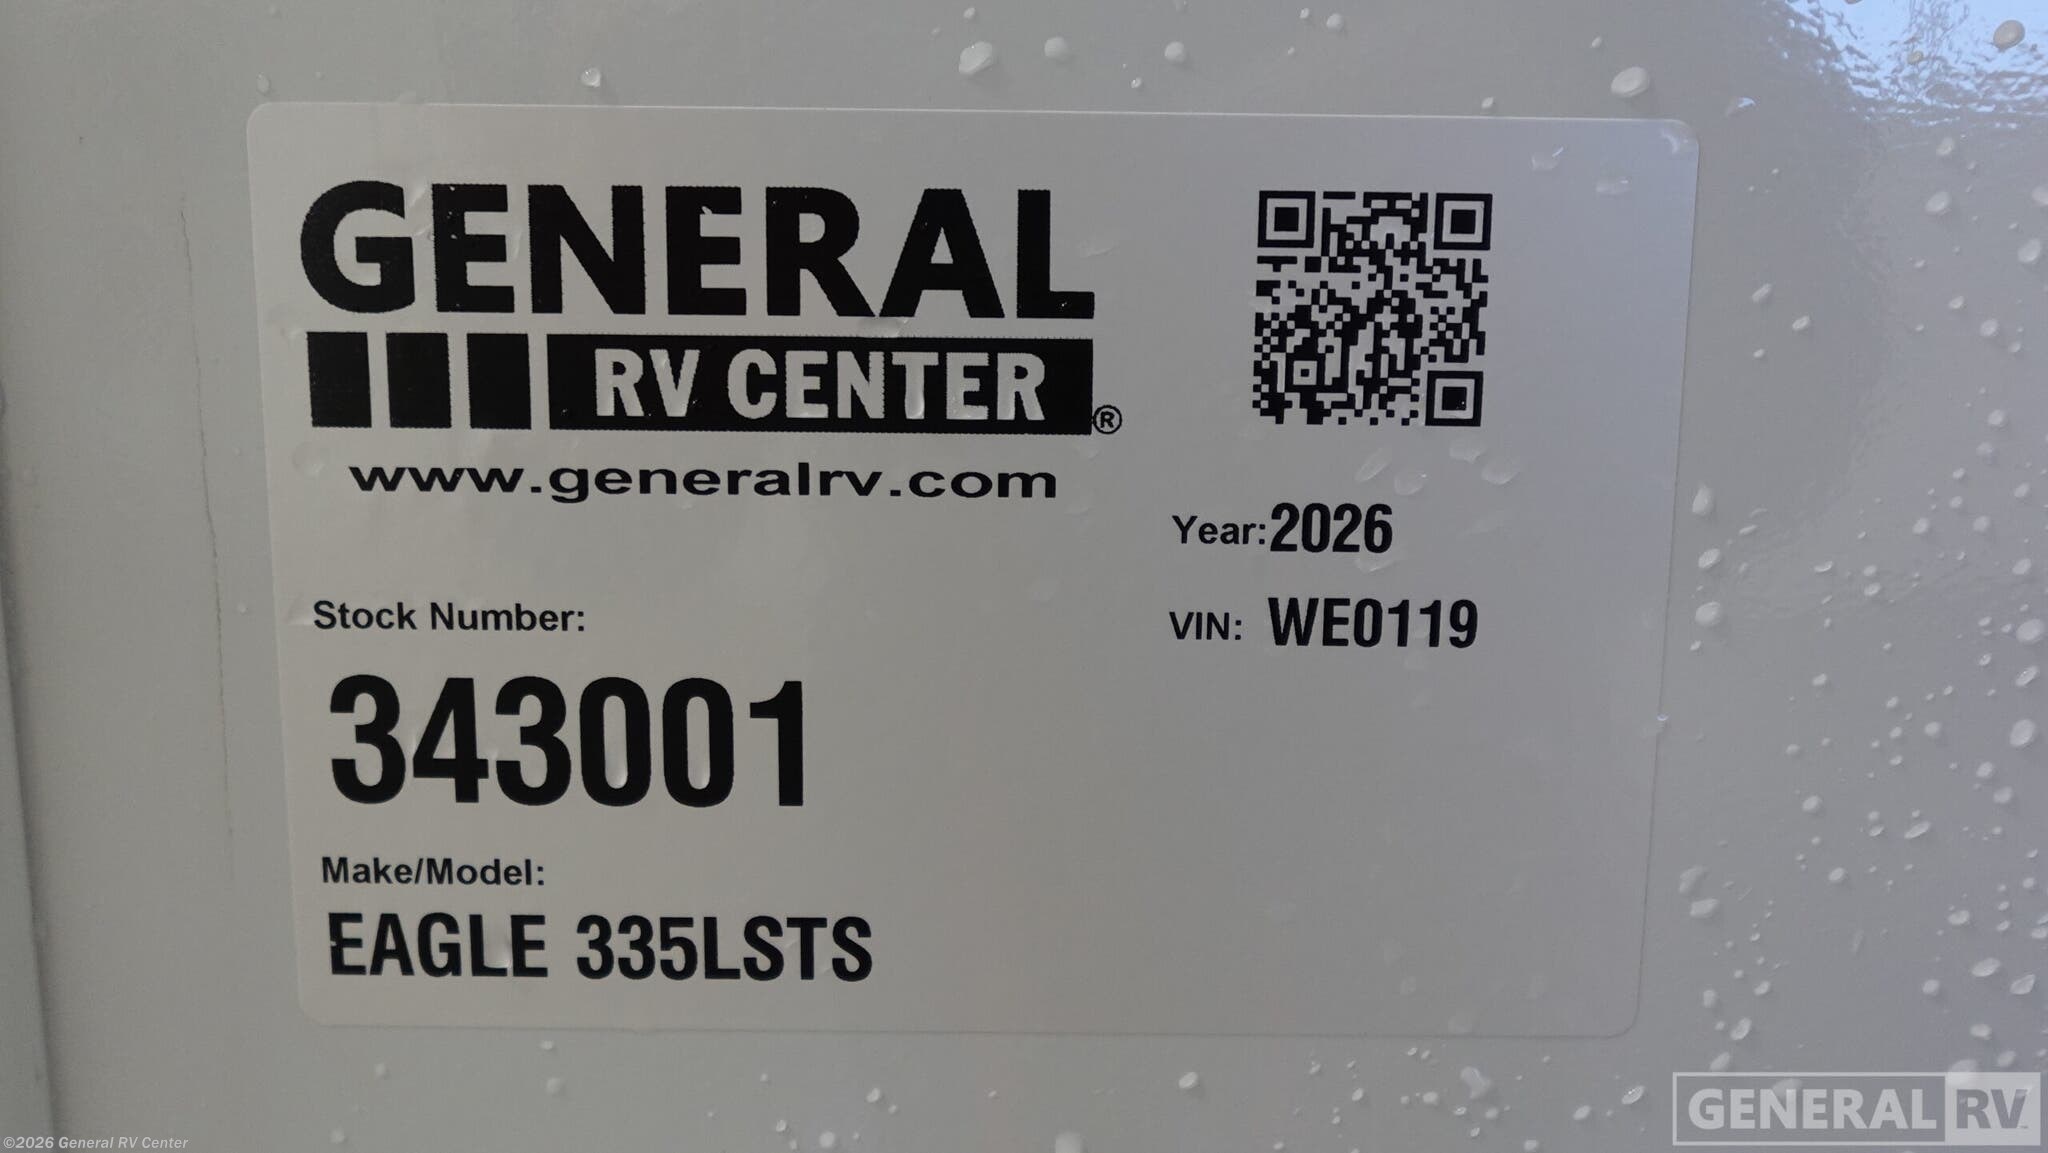 GENERAL
RV CENTER®
www.generalrv.com
Year: 2026
VIN: WE0119
Stock Number:
343001
Make/Model:
EAGLE 335LSTS
©2026 General RV Center
GENERAL RV